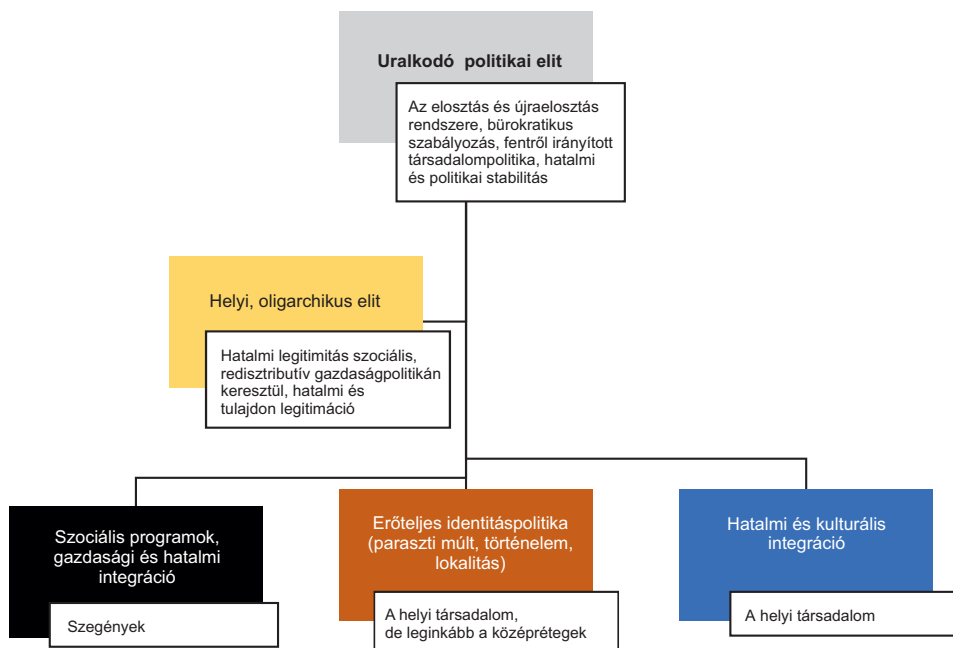 Uralkodó politikai elit
Az elosztás és újraelosztás
rendszere, bürokratikus
szabályozás, fentről irányított
társadalompolitika, hatalmi
és politikai stabilitás
Helyi, oligarchikus elit
Hatalmi legitimitás szociális,
redisztributív gazdaságpolitikán
keresztül, hatalmi és
tulajdon legitimáció
Szociális programok,
gazdasági és hatalmi
integráció
Szegények
Erőteljes identitáspolitika
(paraszti múlt, történelem,
lokalitás)
A helyi társadalom,
de leginkább a középrétegek
Hatalmi és kulturális
integráció
A helyi társadalom